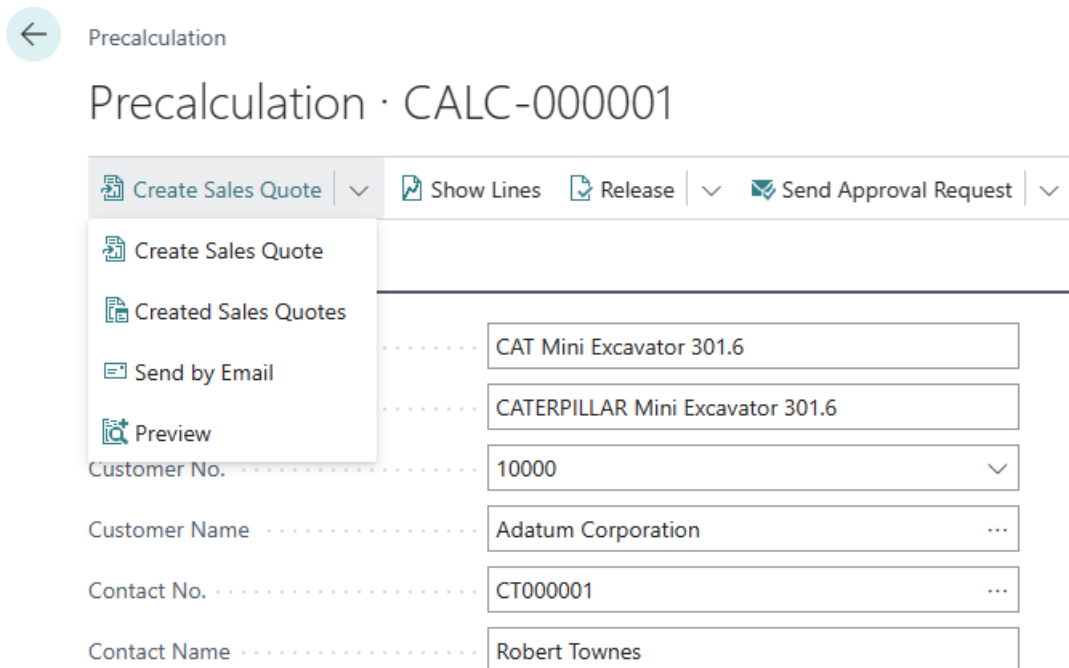 Precalculation
Precalculation · CALC-000001
Create Sales Quote Show Lines Release Send Approval Request
Create Sales Quote
Created Sales Quotes
CAT Mini Excavator 301.6
Send by Email
CATERPILLAR Mini Excavator 301.6
Preview
Customer No. 10000
Customer Name Adatum Corporation
Contact No. CT000001
Contact Name Robert Townes